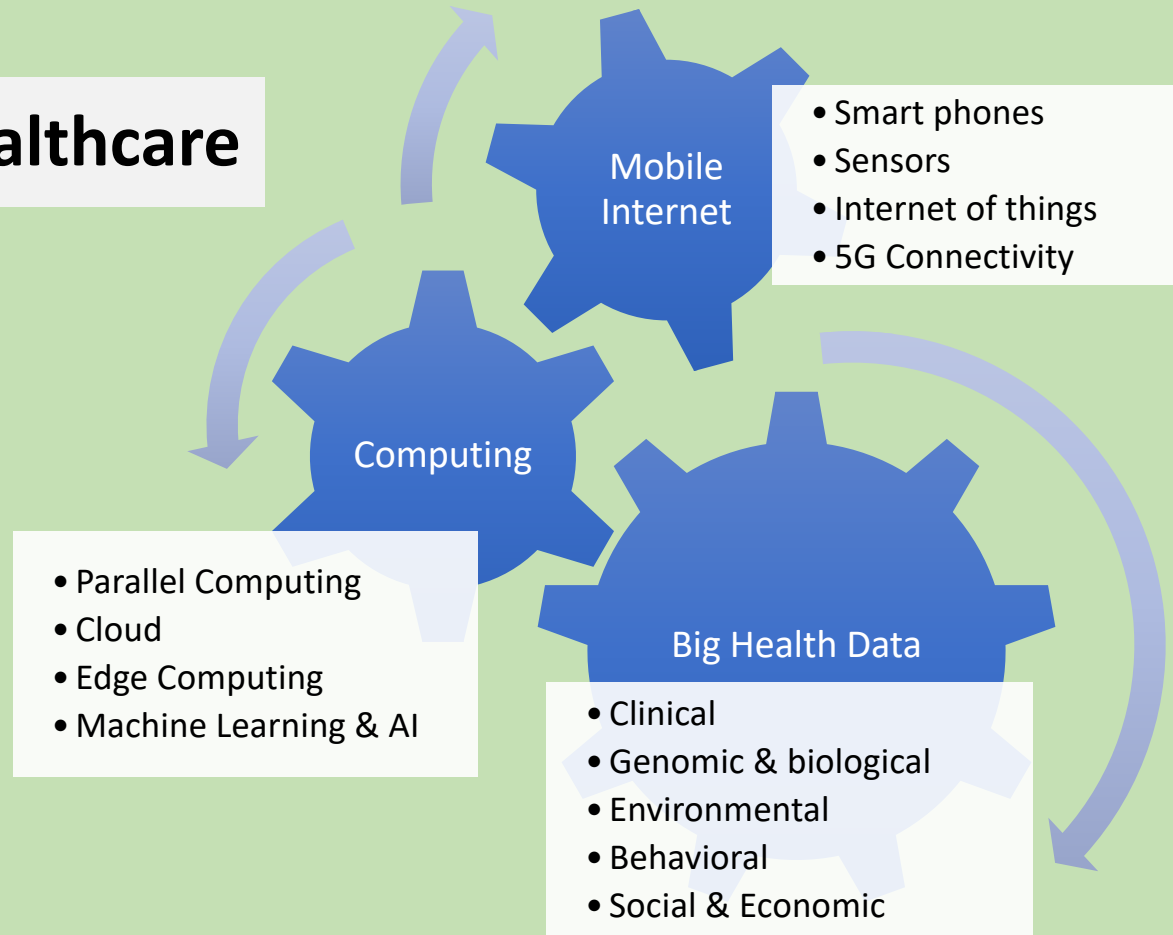 althcare
Mobile
Internet
• Smart phones
• Sensors
• Internet of things
• 5G Connectivity
Computing
• Parallel Computing
• Cloud
• Edge Computing
• Machine Learning & AI
Big Health Data
• Clinical
• Genomic & biological
• Environmental
• Behavioral
• Social & Economic